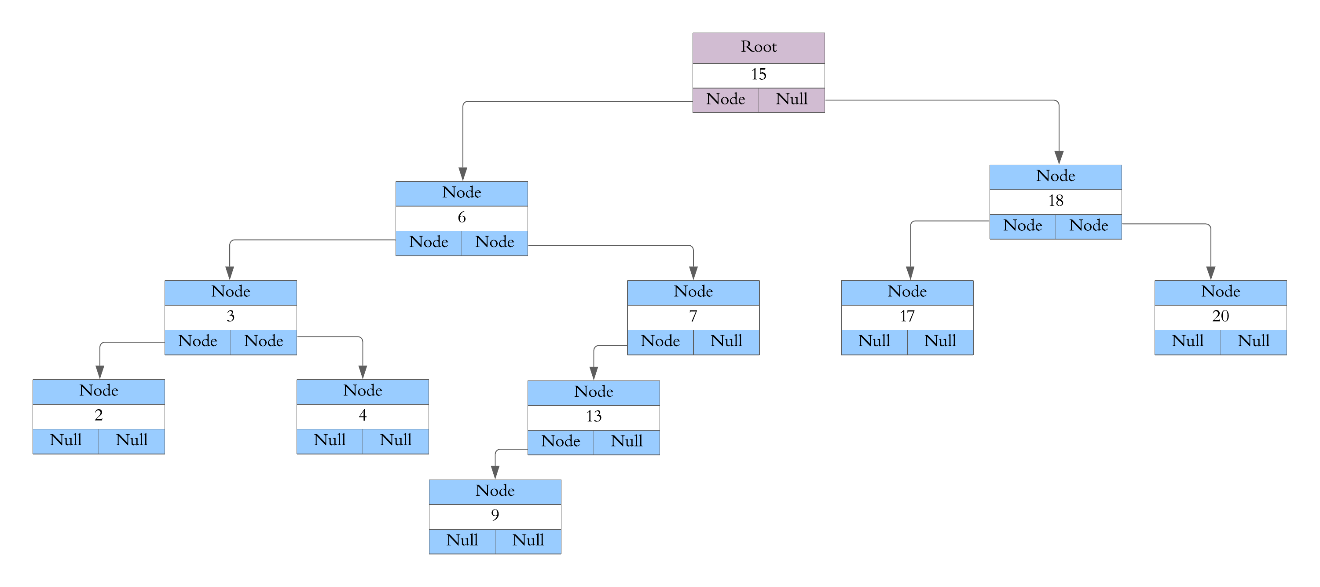 Root
15
Node Null
Node
6
Node Node
Node
18
Node Node
Node
3
Node Node
Node
7
Node Null
Node
17
Null Null
Node
20
Null Null
Node
2
Null Null
Node
4
Null Null
Node
13
Node Null
Node
9
Null Null